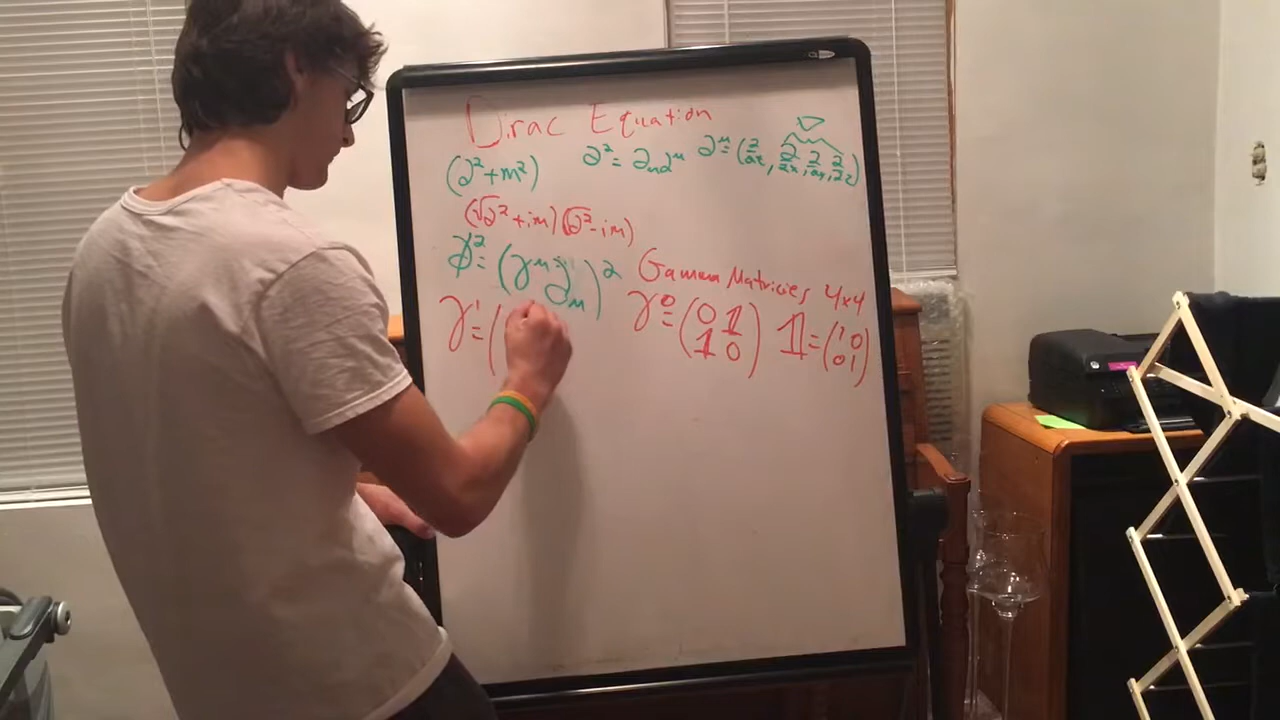 Dirac Equation
(∂²+m²) ∂²=∂μ∂^μ ∂^μ=(∂/∂t, ∂/∂x, ∂/∂y, ∂/∂z) ∇
(√∂²+im)(√∂²-im)
∂̸²=(γ^μ∂μ)² Gamma Matricies 4x4
γ¹=( γ⁰=(0 𝟙 𝟙 0) 𝟙=(1 0 0 1)